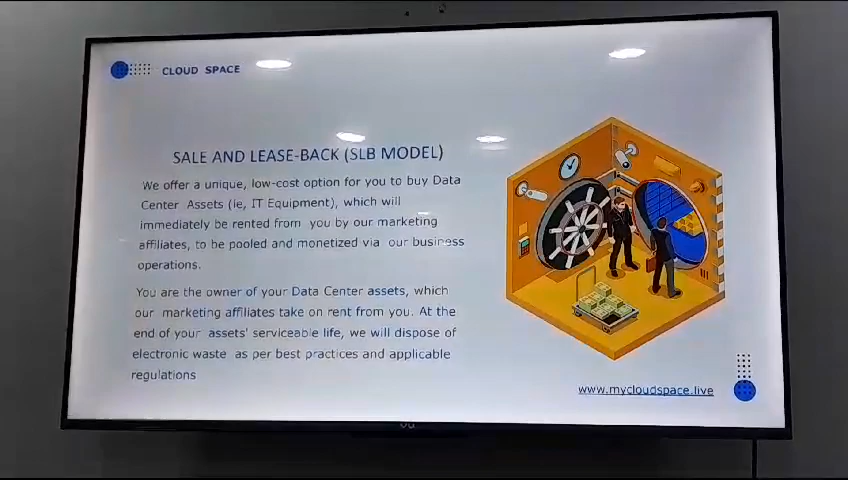 CLOUD SPACE
SALE AND LEASE-BACK (SLB MODEL)
We offer a unique, low-cost option for you to buy Data
Center Assets (ie, IT Equipment), which will
immediately be rented from you by our marketing
affiliates, to be pooled and monetized via our business
operations.
You are the owner of your Data Center assets, which
our marketing affiliates take on rent from you. At the
end of your assets' serviceable life, we will dispose of
electronic waste as per best practices and applicable
regulations
www.mycloudspace.live